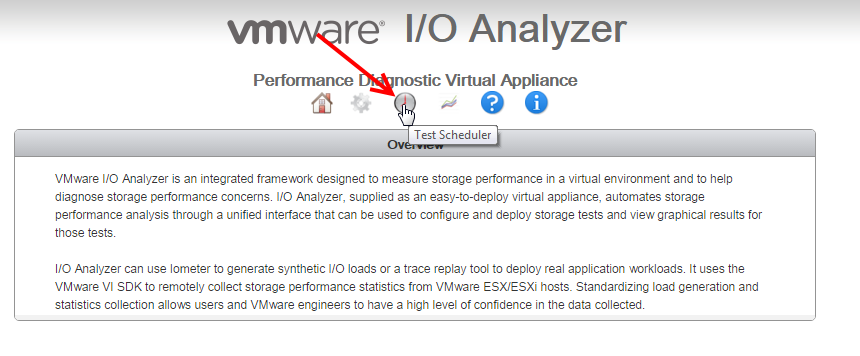 vmware® I/O Analyzer
Performance Diagnostic Virtual Appliance
? i
Test Scheduler
Overview
VMware I/O Analyzer is an integrated framework designed to measure storage performance in a virtual environment and to help
diagnose storage performance concerns. I/O Analyzer, supplied as an easy-to-deploy virtual appliance, automates storage
performance analysis through a unified interface that can be used to configure and deploy storage tests and view graphical results for
those tests.
I/O Analyzer can use Iometer to generate synthetic I/O loads or a trace replay tool to deploy real application workloads. It uses the
VMware VI SDK to remotely collect storage performance statistics from VMware ESX/ESXi hosts. Standardizing load generation and
statistics collection allows users and VMware engineers to have a high level of confidence in the data collected.